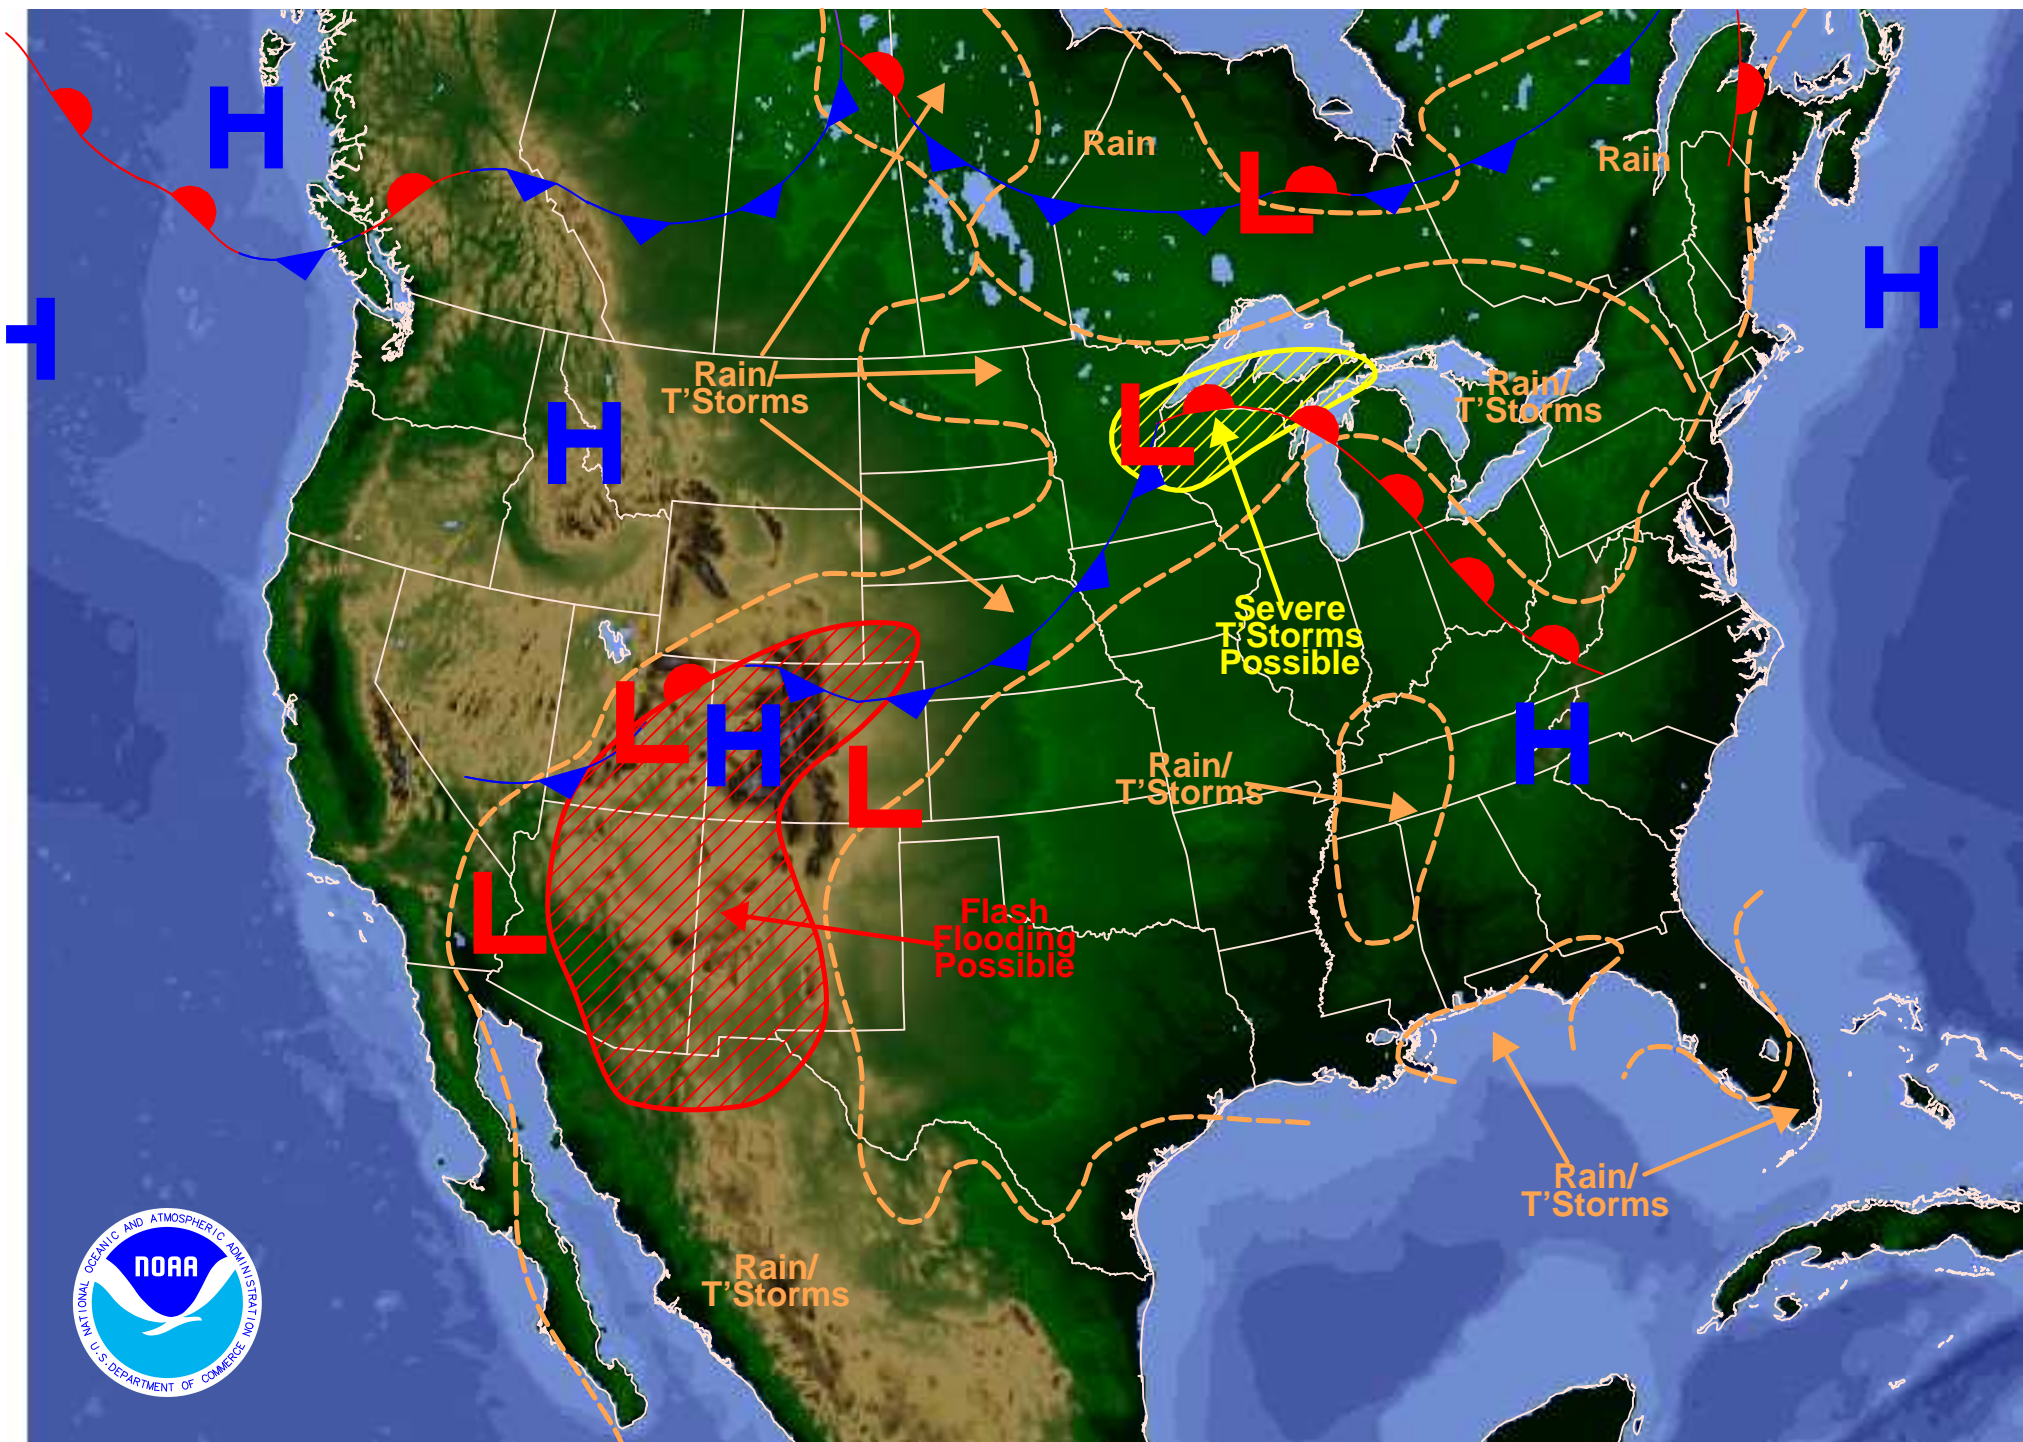 H
Rain
Rain
L
H
H
Rain/
T'Storms
Rain/
T'Storms
L
H
Severe
T'Storms
Possible
L
H
L
H
Rain/
T'Storms
L
Flash
Flooding
Possible
Rain/
T'Storms
Rain/
T'Storms
NATIONAL OCEANIC AND ATMOSPHERIC ADMINISTRATION
NOAA
U.S. DEPARTMENT OF COMMERCE